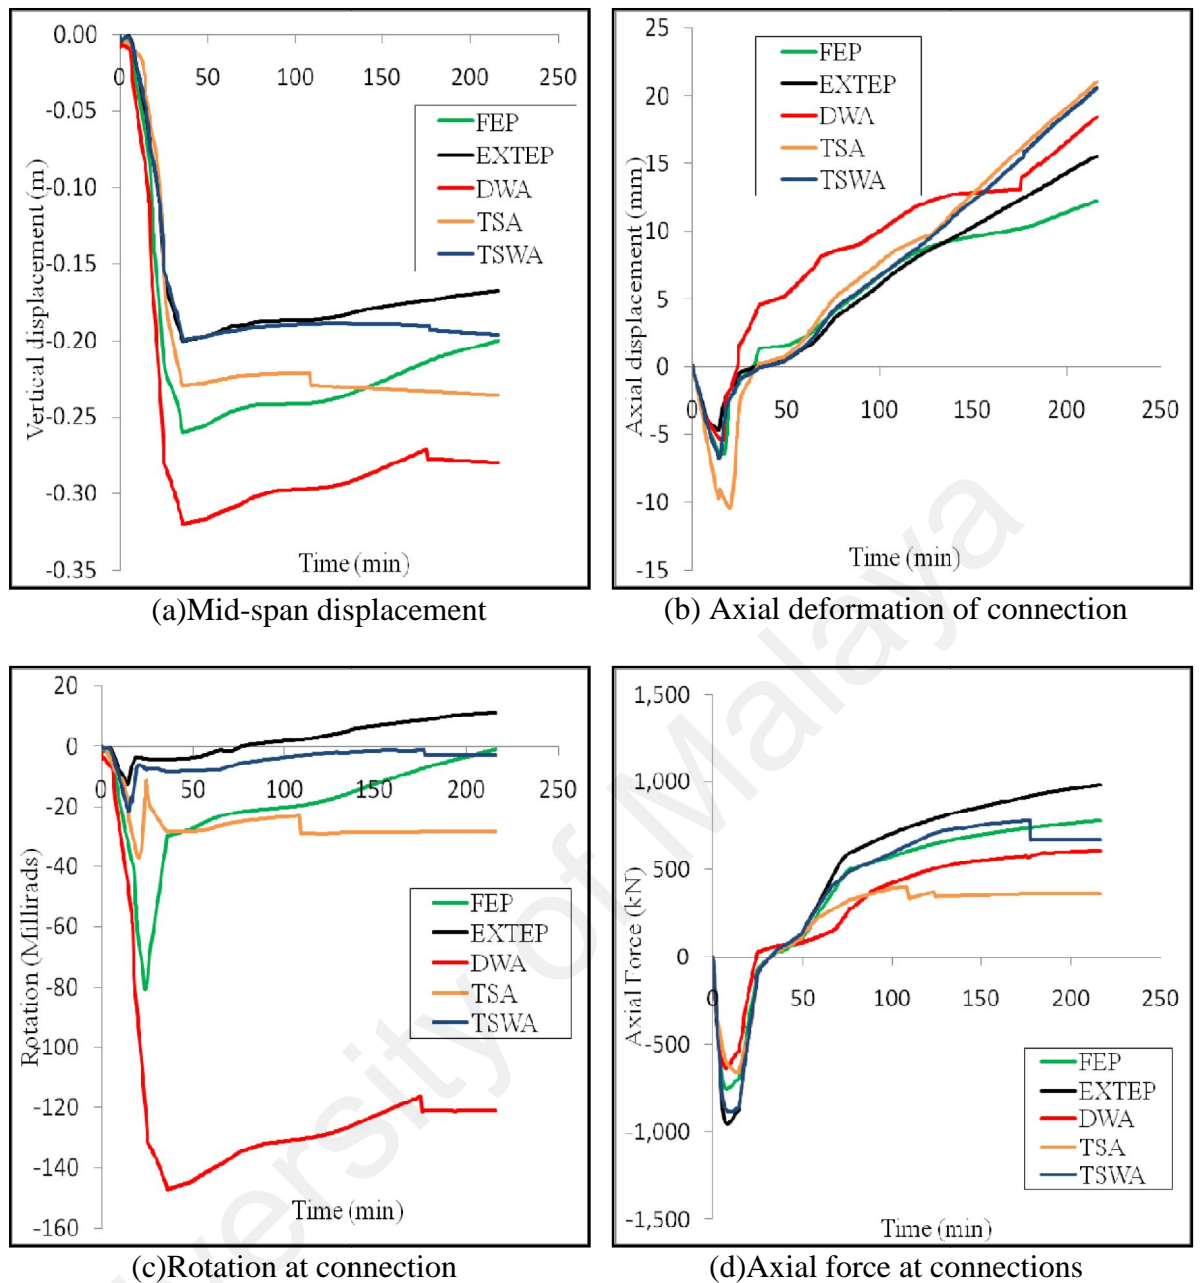 0.00
-0.05
-0.10
-0.15
-0.20
-0.25
-0.30
-0.35
0 50 100 150 200 250
Vertical displacement (m)
FEP
EXTEP
DWA
TSA
TSWA
Time (min)
(a)Mid-span displacement
25
20
15
10
5
0
-5
-10
-15
0 50 100 150 200 250
Axial displacement (mm)
FEP
EXTEP
DWA
TSA
TSWA
Time (min)
(b) Axial deformation of connection
20
0
-20
-40
-60
-80
-100
-120
-140
-160
0 50 100 150 200 250
Rotation (Millirads)
FEP
EXTEP
DWA
TSA
TSWA
Time (min)
(c)Rotation at connection
1,500
1,000
500
0
-500
-1,000
-1,500
0 50 100 150 200 250
Axial Force (kN)
FEP
EXTEP
DWA
TSA
TSWA
Time (min)
(d)Axial force at connections
versity of Malaya